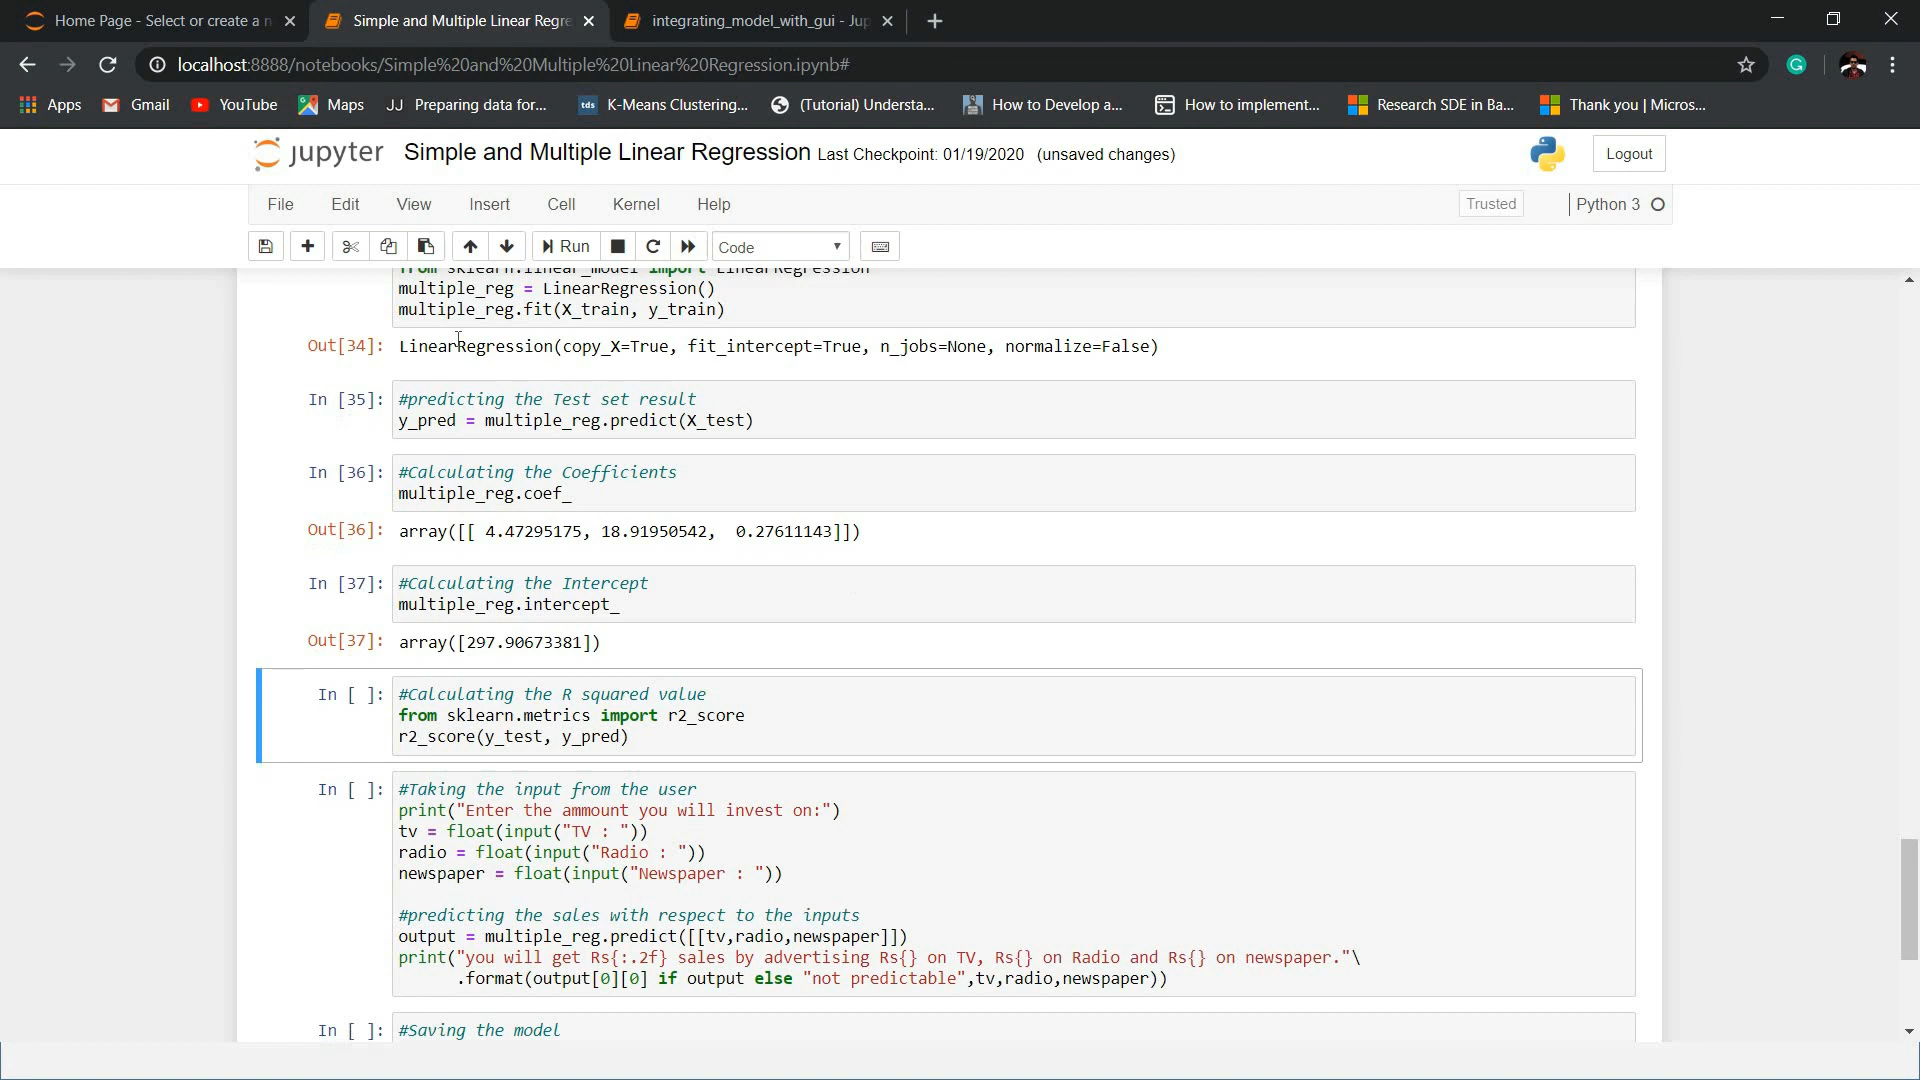 Home Page - Select or create a n
Simple and Multiple Linear Regre
integrating_model_with_gui - Jup
localhost:8888/notebooks/Simple%20and%20Multiple%20Linear%20Regression.ipynb#
Apps
Gmail
YouTube
Maps
JJ Preparing data for...
tds K-Means Clustering...
(Tutorial) Understa...
How to Develop a...
How to implement...
Research SDE in Ba...
Thank you | Micros...
jupyter Simple and Multiple Linear Regression Last Checkpoint: 01/19/2020 (unsaved changes)
Logout
File Edit View Insert Cell Kernel Help
Trusted
Python 3
Run
Code
from sklearn.linear_model import LinearRegression
multiple_reg = LinearRegression()
multiple_reg.fit(X_train, y_train)
Out[34]: LinearRegression(copy_X=True, fit_intercept=True, n_jobs=None, normalize=False)
In [35]: #predicting the Test set result
y_pred = multiple_reg.predict(X_test)
In [36]: #Calculating the Coefficients
multiple_reg.coef_
Out[36]: array([[ 4.47295175, 18.91950542, 0.27611143]])
In [37]: #Calculating the Intercept
multiple_reg.intercept_
Out[37]: array([297.90673381])
In [ ]: #Calculating the R squared value
from sklearn.metrics import r2_score
r2_score(y_test, y_pred)
In [ ]: #Taking the input from the user
print("Enter the ammount you will invest on:")
tv = float(input("TV : "))
radio = float(input("Radio : "))
newspaper = float(input("Newspaper : "))
#predicting the sales with respect to the inputs
output = multiple_reg.predict([[tv,radio,newspaper]])
print("you will get Rs{:.2f} sales by advertising Rs{} on TV, Rs{} on Radio and Rs{} on newspaper."\
.format(output[0][0] if output else "not predictable",tv,radio,newspaper))
In [ ]: #Saving the model